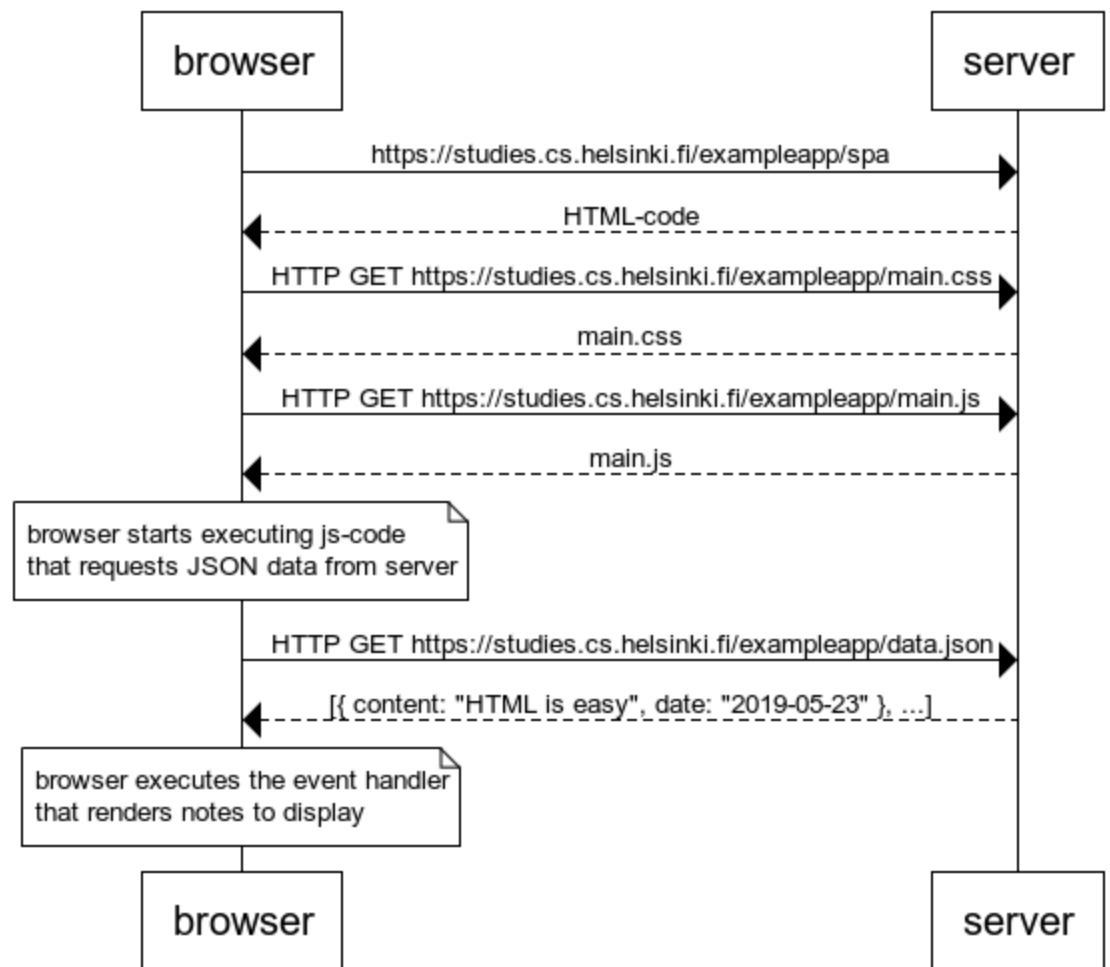 browser
server
https://studies.cs.helsinki.fi/exampleapp/spa
HTML-code
HTTP GET https://studies.cs.helsinki.fi/exampleapp/main.css
main.css
HTTP GET https://studies.cs.helsinki.fi/exampleapp/main.js
main.js
browser starts executing js-code
that requests JSON data from server
HTTP GET https://studies.cs.helsinki.fi/exampleapp/data.json
[{ content: "HTML is easy", date: "2019-05-23" }, ...]
browser executes the event handler
that renders notes to display
browser
server